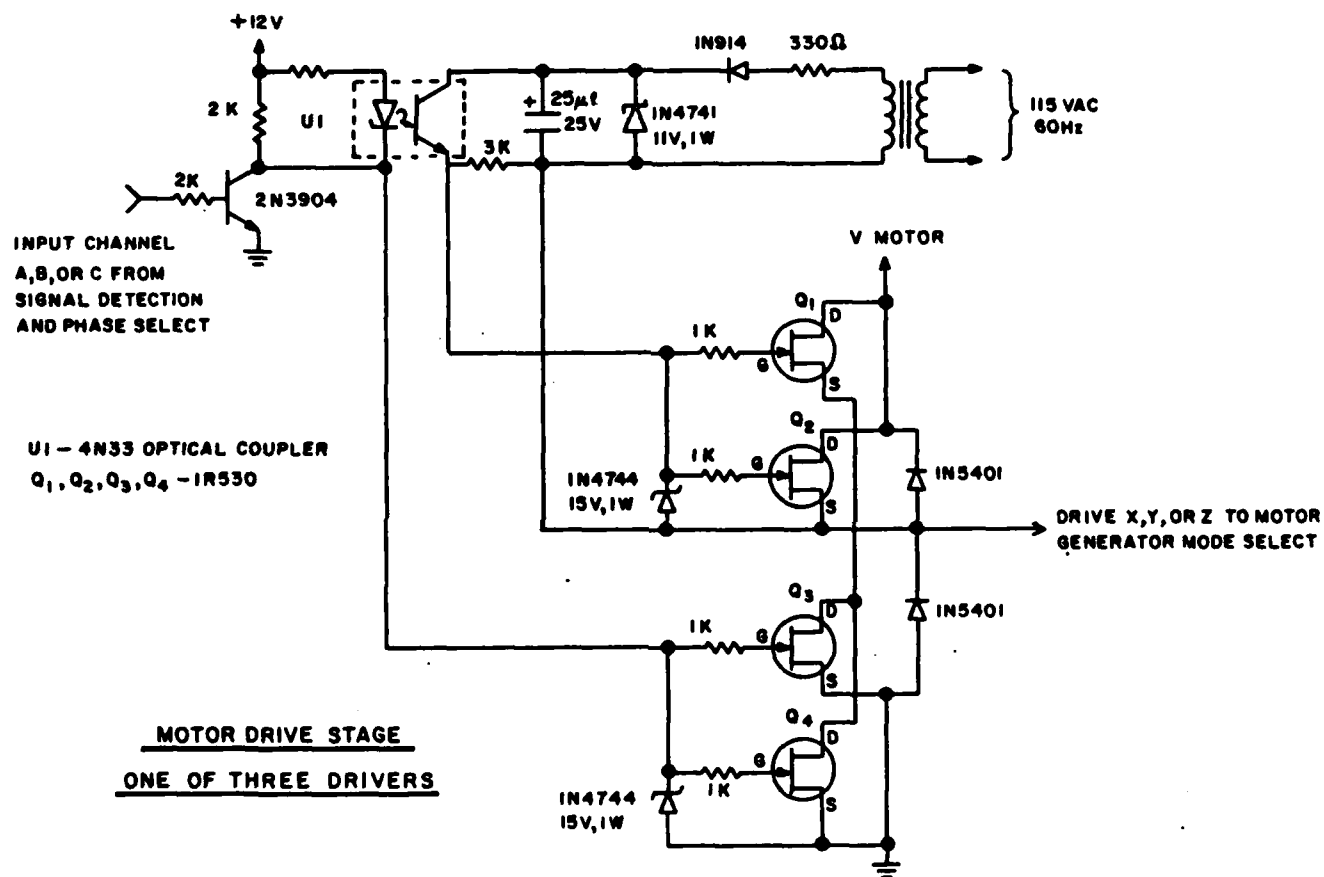 +12V
1N914
330Ω
2K
U1
+
25µf
25V
1N4741
11V, 1W
115 VAC
60Hz
3K
2K
2N3904
INPUT CHANNEL
A,B,OR C FROM
SIGNAL DETECTION
AND PHASE SELECT
V MOTOR
Q1
D
1K
G
S
Q2
D
1K
G
S
U1 – 4N33 OPTICAL COUPLER
Q1, Q2, Q3, Q4 – IR530
1N4744
15V, 1W
1N5401
DRIVE X,Y, OR Z TO MOTOR
GENERATOR MODE SELECT
Q3
D
1N5401
1K
G
S
Q4
D
MOTOR DRIVE STAGE
ONE OF THREE DRIVERS
G
1K
S
1N4744
15V, 1W